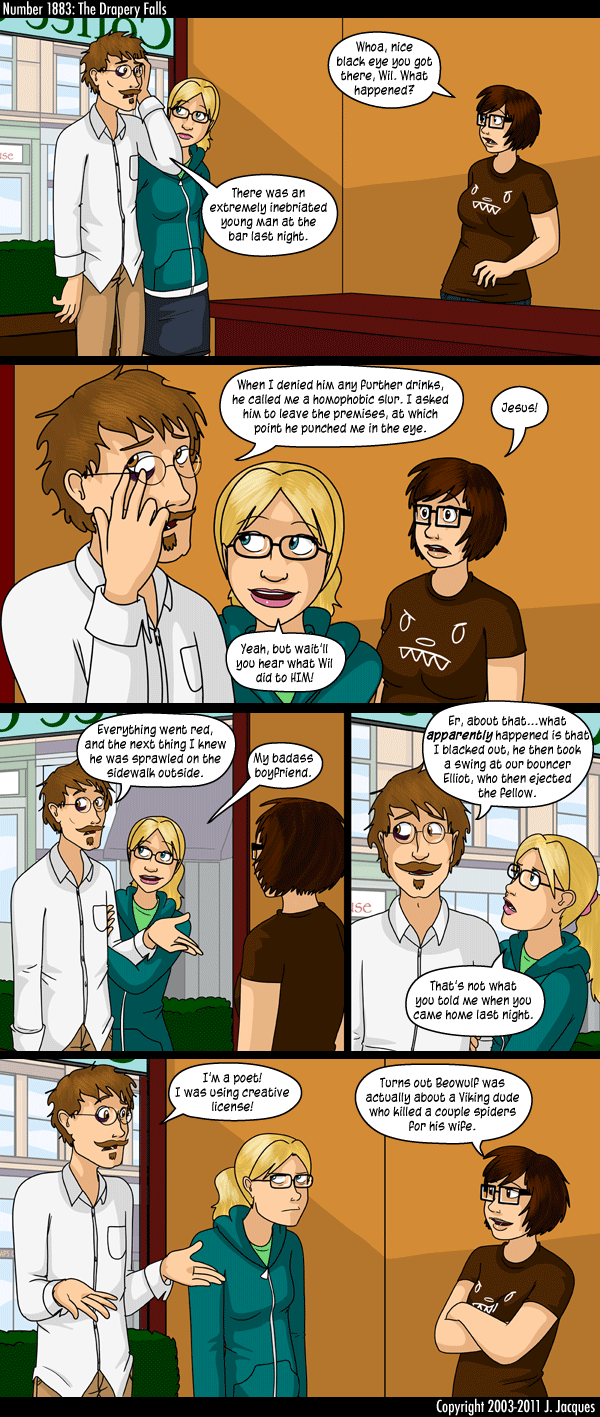 Number 1883: The Drapery Falls
Whoa, nice
black eye you got
there, Wil. What
happened?
use
There was an
extremely inebriated
young man at the
bar last night.
When I denied him any further drinks,
he called me a homophobic slur. I asked
him to leave the premises, at which
point he punched me in the eye.
Jesus!
Yeah, but wait'll
you hear what Wil
did to HIM!
Everything went red,
and the next thing I knew
he was sprawled on the
sidewalk outside.
My badass
boyfriend.
Er, about that...what
apparently happened is that
I blacked out, he then took
a swing at our bouncer
Elliot, who then ejected
the fellow.
se
That's not what
you told me when you
came home last night.
I'm a poet!
I was using creative
license!
Turns out Beowulf was
actually about a Viking dude
who killed a couple spiders
for his wife.
Copyright 2003-2011 J. Jacques